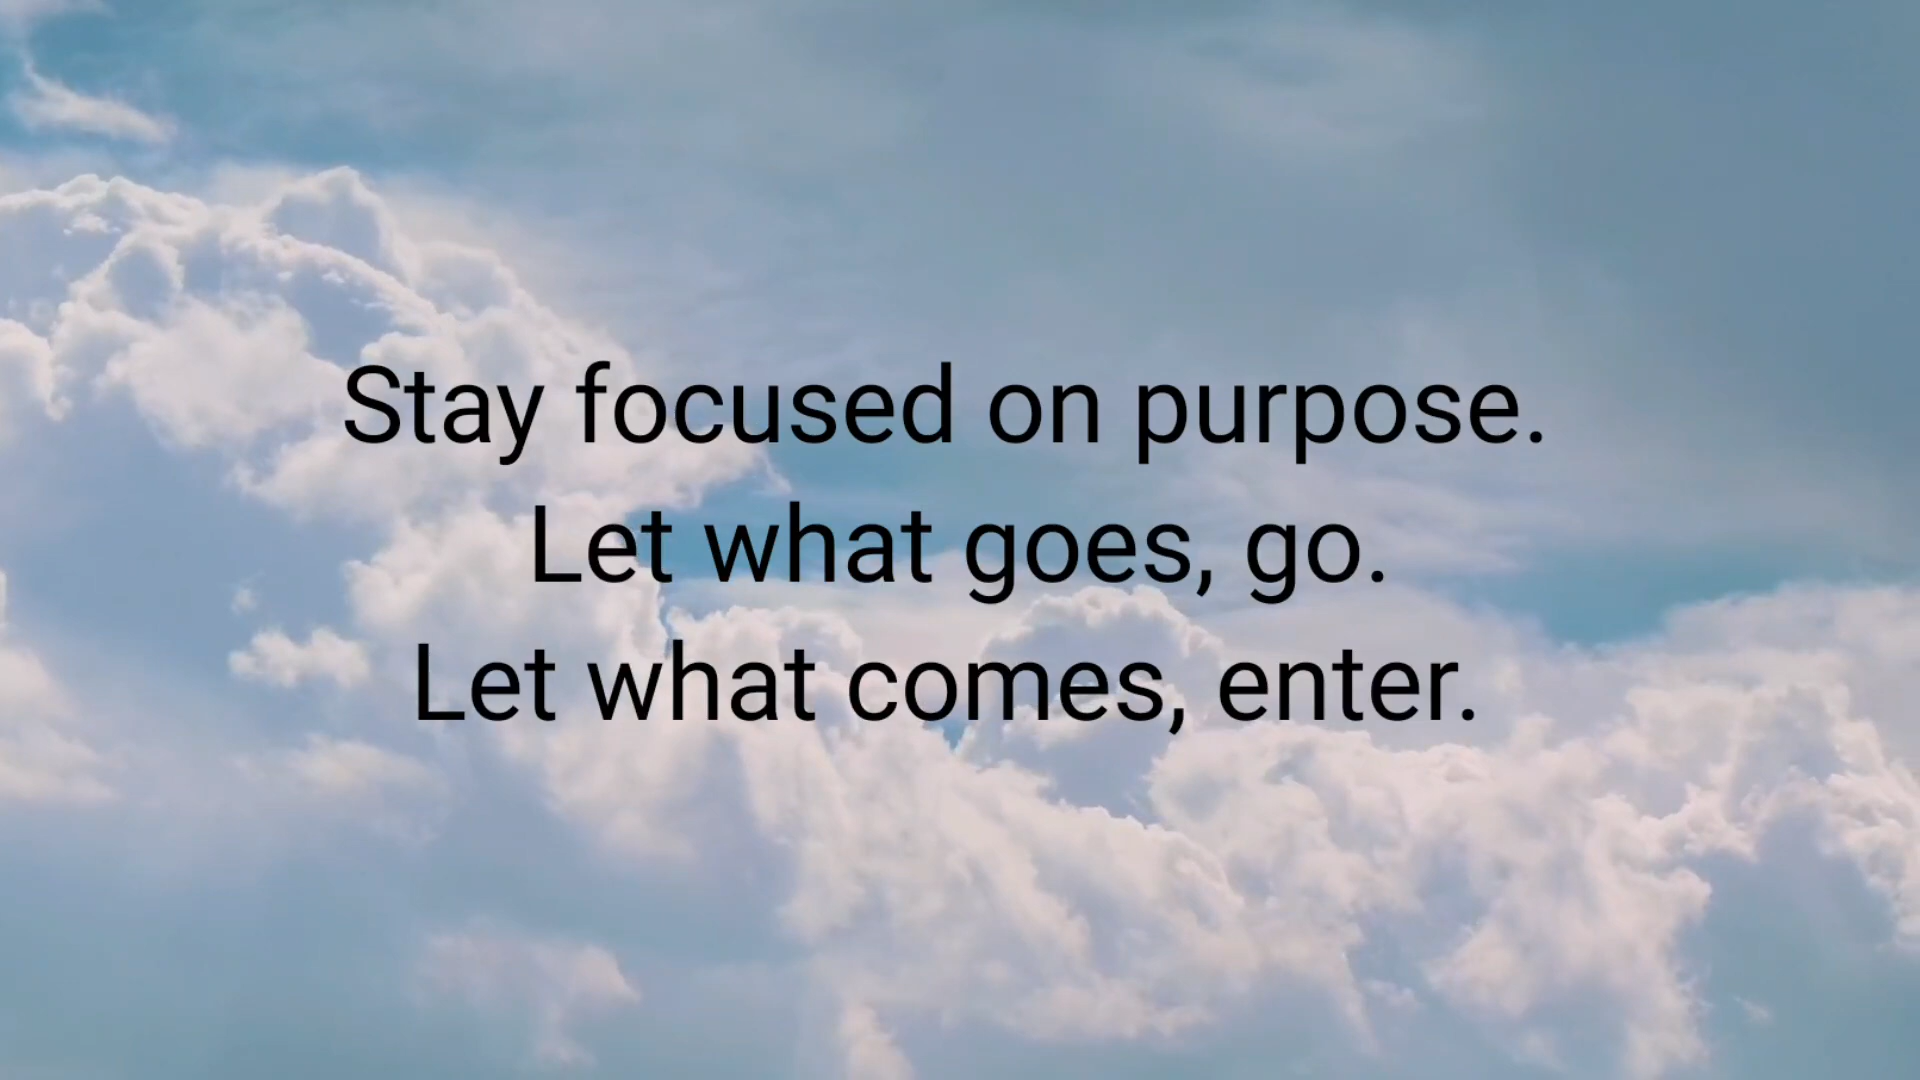 Stay focused on purpose.
Let what goes, go.
Let what comes, enter.